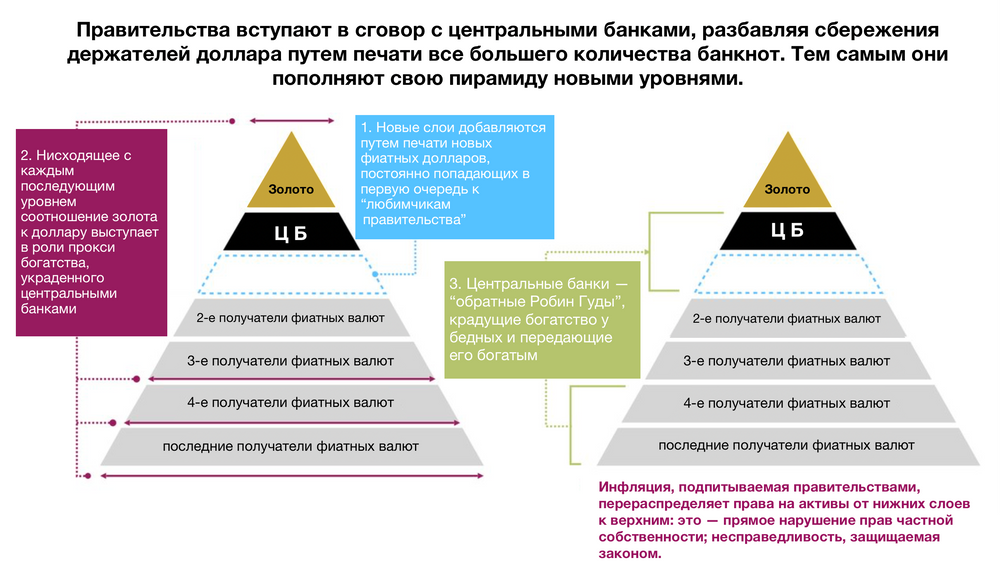 Правительства вступают в сговор с центральными банками, разбавляя сбережения
держателей доллара путем печати все большего количества банкнот. Тем самым они
пополняют свою пирамиду новыми уровнями.
2. Нисходящее с
каждым
последующим
уровнем
соотношение золота
к доллару выступает
в роли прокси
богатства,
украденного
центральными
банками
1. Новые слои добавляются
путем печати новых
фиатных долларов,
постоянно попадающих в
первую очередь к
“любимчикам
правительства”
Золото
Ц Б
2-е получатели фиатных валют
3-е получатели фиатных валют
4-е получатели фиатных валют
последние получатели фиатных валют
3. Центральные банки —
“обратные Робин Гуды”,
крадущие богатство у
бедных и передающие
его богатым
Золото
Ц Б
2-е получатели фиатных валют
3-е получатели фиатных валют
4-е получатели фиатных валют
последние получатели фиатных валют
Инфляция, подпитываемая правительствами,
перераспределяет права на активы от нижних слоев
к верхним: это — прямое нарушение прав частной
собственности; несправедливость, защищаемая
законом.